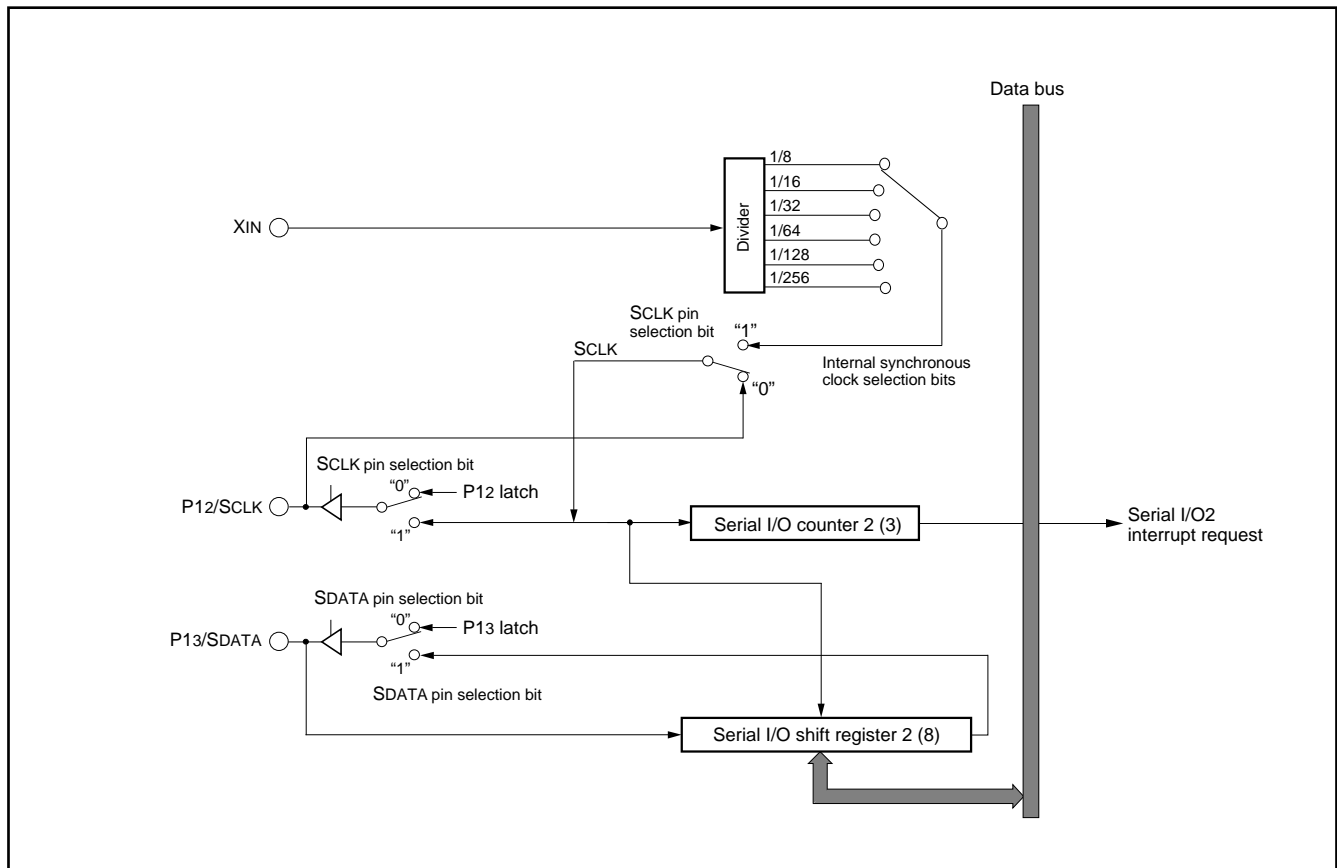 Data bus
1/8
1/16
1/32
1/64
1/128
1/256
XIN
Divider
SCLK pin
selection bit
“1”
SCLK
“0”
Internal synchronous
clock selection bits
SCLK pin selection bit
“0”
P12 latch
P12/SCLK
“1”
Serial I/O counter 2 (3)
Serial I/O2
interrupt request
SDATA pin selection bit
“0”
P13 latch
P13/SDATA
“1”
SDATA pin selection bit
Serial I/O shift register 2 (8)